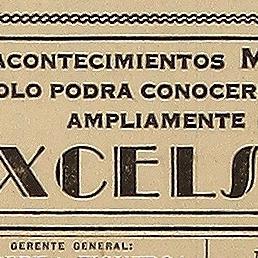 ACONTECIMIENTOS M
OLO PODRA CONOCER
AMPLIAMENTE
XCELS
GERENTE GENERAL: